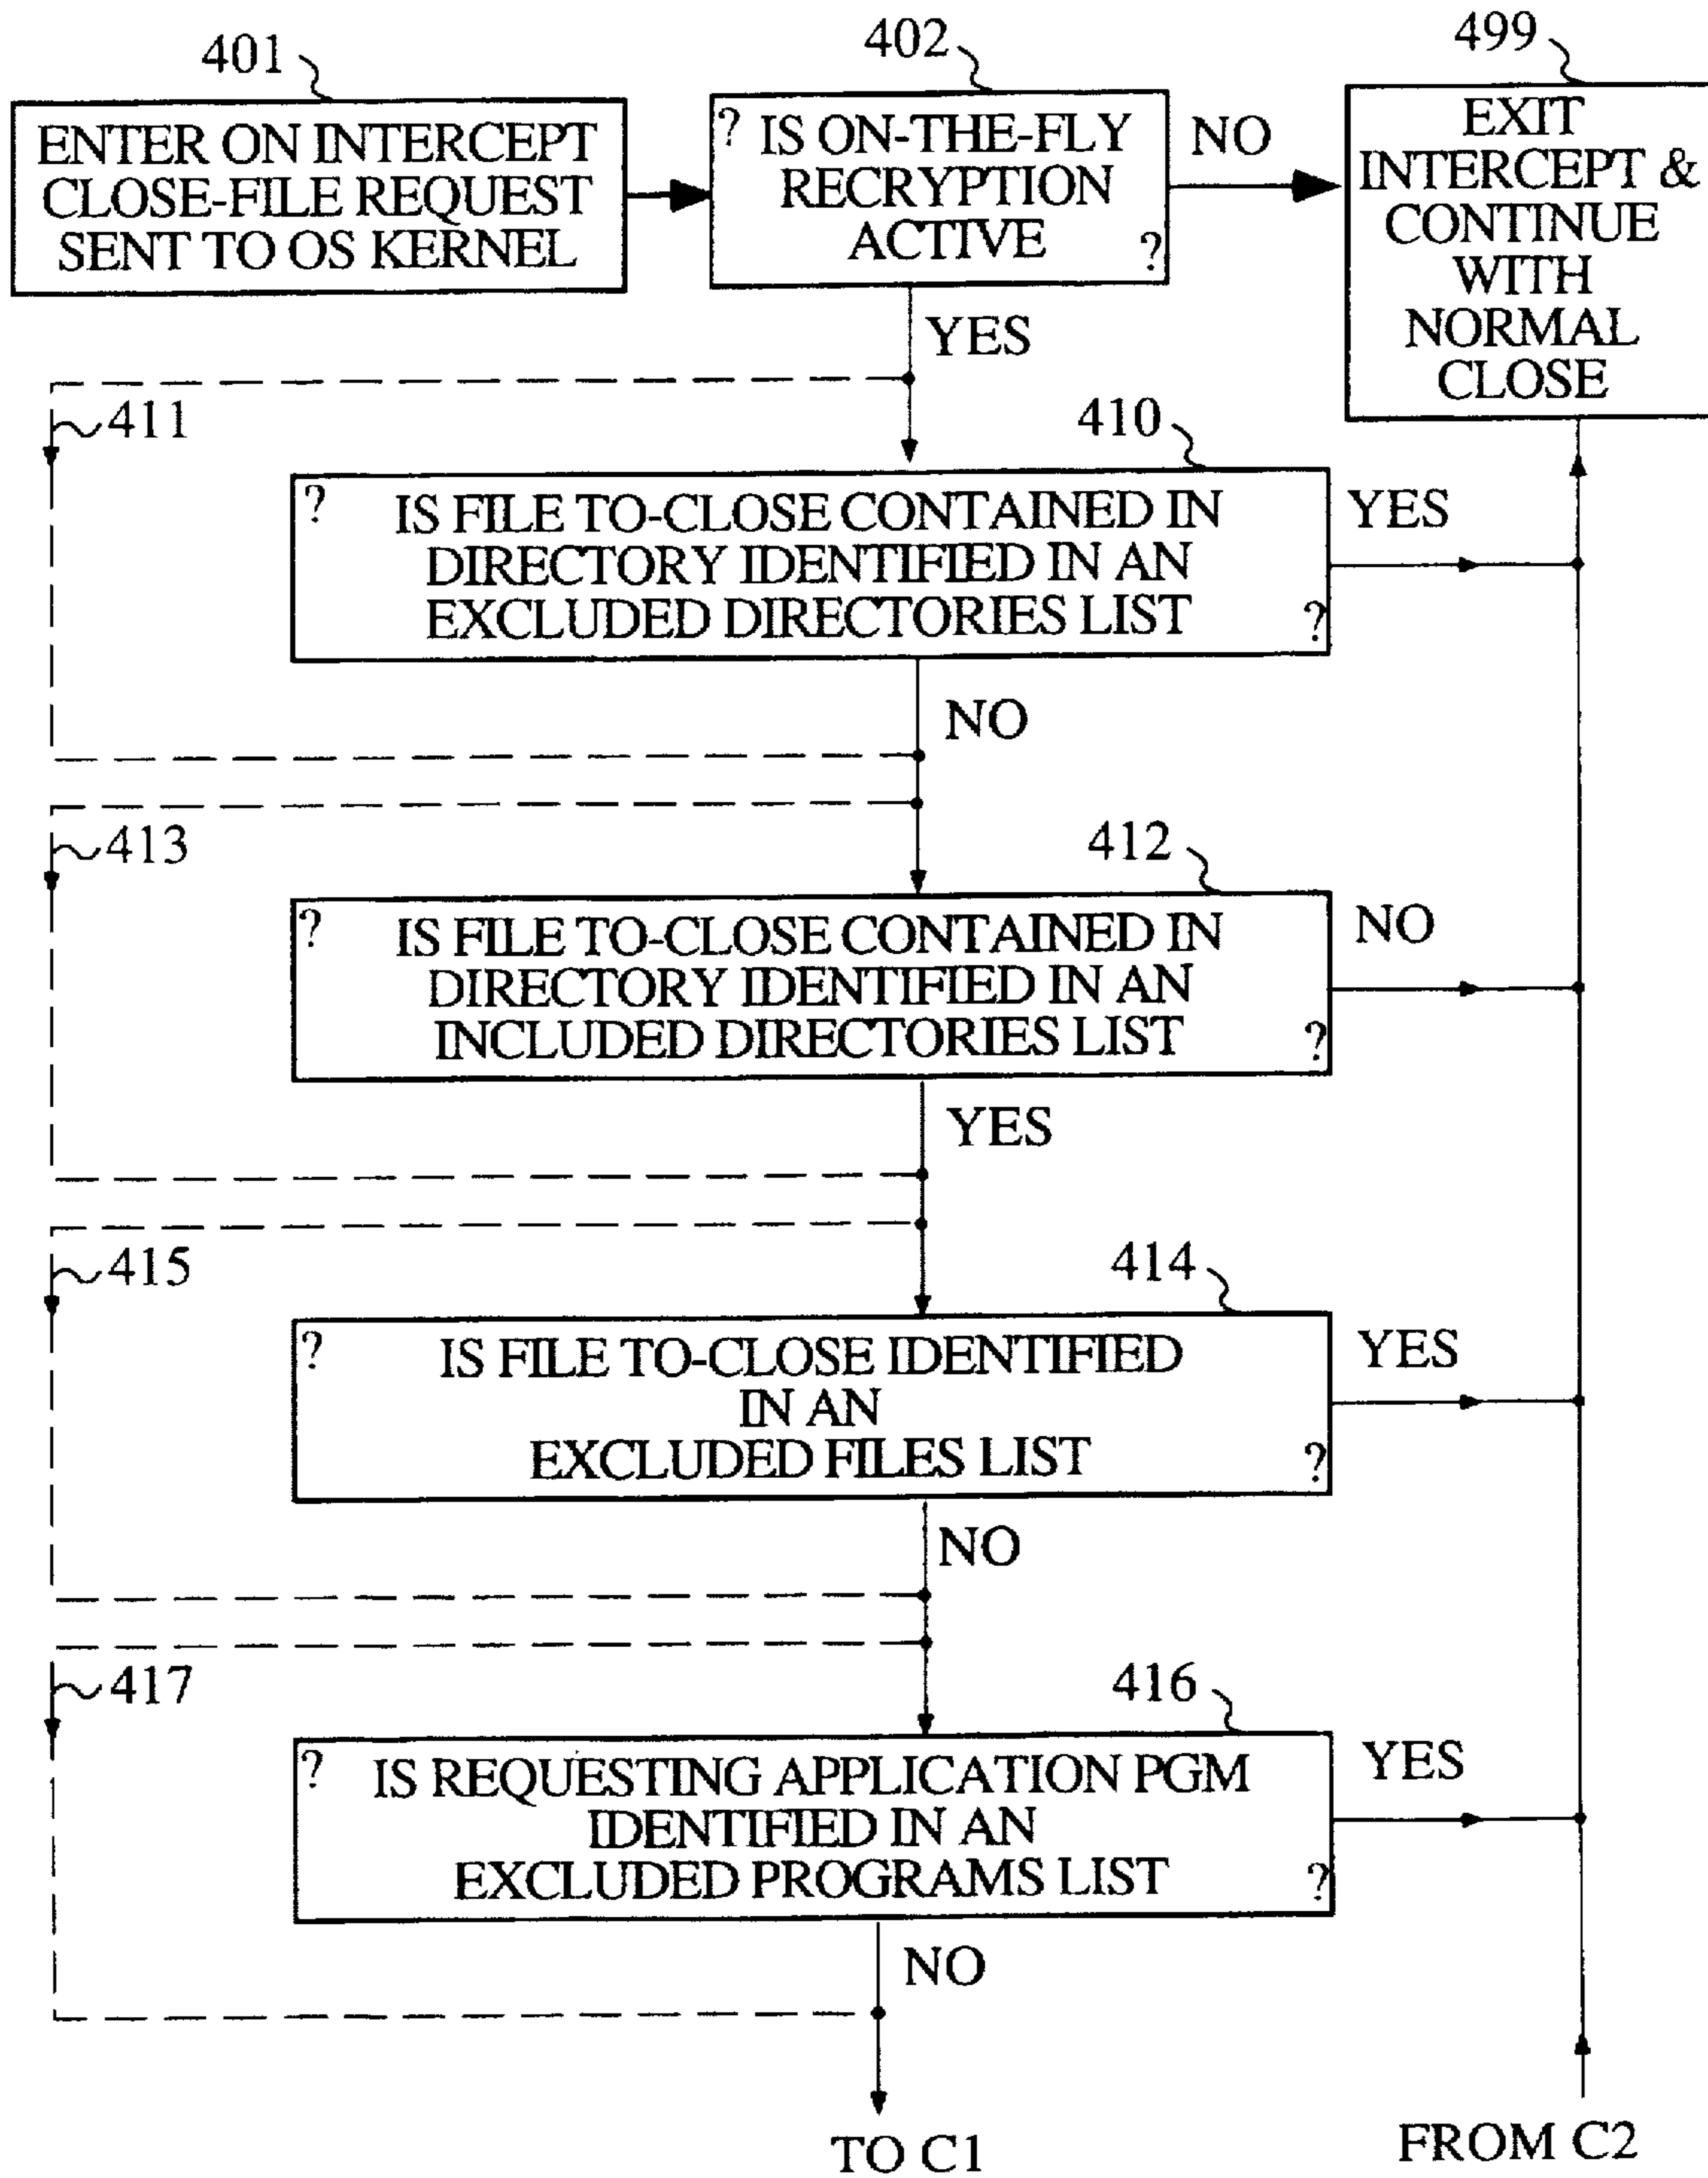 401
ENTER ON INTERCEPT
CLOSE-FILE REQUEST
SENT TO OS KERNEL
402
? IS ON-THE-FLY
RECRYPTION
ACTIVE ?
NO
499
EXIT
INTERCEPT &
CONTINUE
WITH
NORMAL
CLOSE
YES
411
410
? IS FILE TO-CLOSE CONTAINED IN
DIRECTORY IDENTIFIED IN AN
EXCLUDED DIRECTORIES LIST ?
YES
NO
413
412
? IS FILE TO-CLOSE CONTAINED IN
DIRECTORY IDENTIFIED IN AN
INCLUDED DIRECTORIES LIST ?
NO
YES
415
414
? IS FILE TO-CLOSE IDENTIFIED
IN AN
EXCLUDED FILES LIST ?
YES
NO
417
416
? IS REQUESTING APPLICATION PGM
IDENTIFIED IN AN
EXCLUDED PROGRAMS LIST ?
YES
NO
TO C1
FROM C2